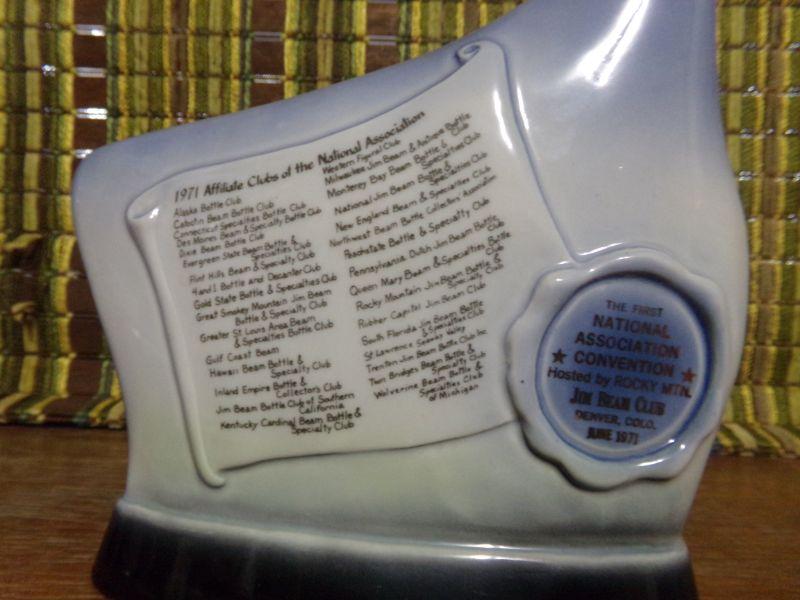 1971 Affiliate Clubs of the National Association
Alaska Bottle Club
Cabotin Beam Bottle Club
Connecticut Specialties Bottle Club
Des Moines Beam & Specialty Bottle Club
Dixie Beam Bottle Club
Evergreen State Beam Bottle &
Specialties Club
Flint Hills Beam & Specialty Club
4 and 1 Bottle and Decanter Club
Gold State Bottle & Specialties Club
Great Smokey Mountain Jim Beam
Bottle & Specialty Club
Greater St. Louis Area Beam
& Specialties Bottle Club
Gulf Coast Beam
Hawaii Beam Bottle &
Specialty Club
Inland Empire Bottle &
Collectors Club
Jim Beam Bottle Club of Southern
California
Kentucky Cardinal Beam Bottle &
Specialty Club
Western Figural Club
Milwaukee Jim Beam & Antique Bottle
Club
Monterey Bay Beam Bottle &
Specialties Club
National Jim Beam Bottle &
Specialties Club
New England Beam & Specialties Club
Northwest Beam Bottle Collectors Association
Peachstate Bottle & Specialty Club
Pennsylvania Dutch Jim Beam Bottle
Club
Queen Mary Beam & Specialties Bottle
Club
Rocky Mountain Jim Beam Bottle &
Specialty Club
Rubber Capitol Jim Beam Club
South Florida Jim Beam Bottle
& Specialties Club
St Lawrence Seaway Valley
Trenton Jim Beam Bottle Club Inc
Twin Bridges Beam Bottle &
Specialty Club
Wolverine Beam Bottle &
Specialties Club
of Michigan
THE FIRST
NATIONAL
ASSOCIATION
CONVENTION
Hosted by ROCKY MTN.
JIM BEAM CLUB
DENVER, COLO.
JUNE 1971